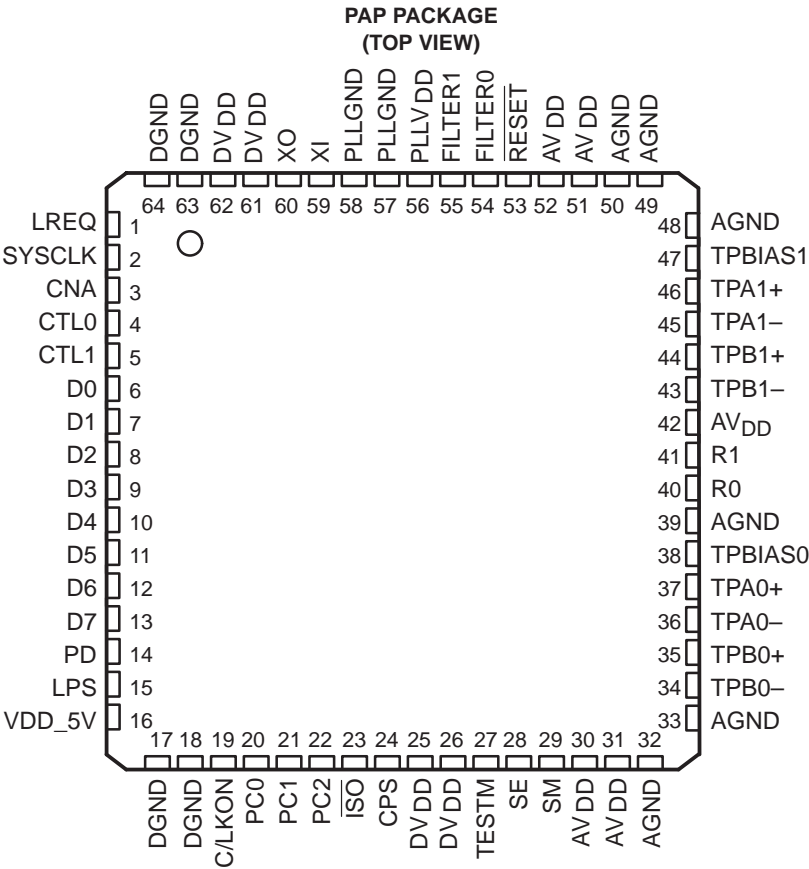 PAP PACKAGE
(TOP VIEW)
DGND
DGND
DVDD
DVDD
XO
XI
PLLGND
PLLGND
PLLVDD
FILTER1
FILTER0
RESET
AVDD
AVDD
AGND
AGND
64 63 62 61 60 59 58 57 56 55 54 53 52 51 50 49
LREQ 1
SYSCLK 2
CNA 3
CTL0 4
CTL1 5
D0 6
D1 7
D2 8
D3 9
D4 10
D5 11
D6 12
D7 13
PD 14
LPS 15
VDD_5V 16
48 AGND
47 TPBIAS1
46 TPA1+
45 TPA1–
44 TPB1+
43 TPB1–
42 AVDD
41 R1
40 R0
39 AGND
38 TPBIAS0
37 TPA0+
36 TPA0–
35 TPB0+
34 TPB0–
33 AGND
17 18 19 20 21 22 23 24 25 26 27 28 29 30 31 32
DGND
DGND
C/LKON
PC0
PC1
PC2
ISO
CPS
DVDD
DVDD
TESTM
SE
SM
AVDD
AVDD
AGND